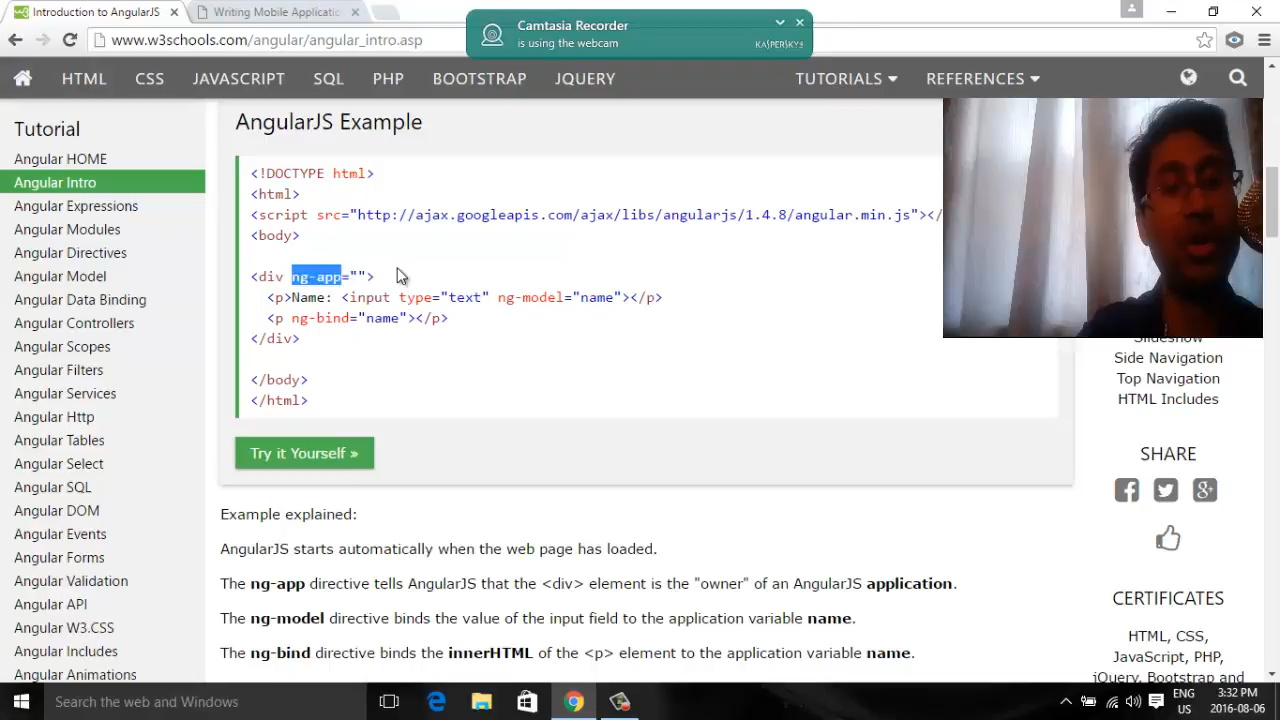 Introduction to AngularJS
Writing Mobile Applicatio
www.w3schools.com/angular/angular_intro.asp
Camtasia Recorder
is using the webcam
KASPERSKY
HTML CSS JAVASCRIPT SQL PHP BOOTSTRAP JQUERY TUTORIALS REFERENCES
Tutorial
Angular HOME
Angular Intro
Angular Expressions
Angular Modules
Angular Directives
Angular Model
Angular Data Binding
Angular Controllers
Angular Scopes
Angular Filters
Angular Services
Angular Http
Angular Tables
Angular Select
Angular SQL
Angular DOM
Angular Events
Angular Forms
Angular Validation
Angular API
Angular W3.CSS
Angular Includes
Angular Animations
AngularJS Example
<!DOCTYPE html>
<html>
<script src="http://ajax.googleapis.com/ajax/libs/angularjs/1.4.8/angular.min.js"></
<body>
<div ng-app="">
<p>Name: <input type="text" ng-model="name"></p>
<p ng-bind="name"></p>
</div>
</body>
</html>
Try it Yourself »
Example explained:
AngularJS starts automatically when the web page has loaded.
The ng-app directive tells AngularJS that the <div> element is the "owner" of an AngularJS application.
The ng-model directive binds the value of the input field to the application variable name.
The ng-bind directive binds the innerHTML of the <p> element to the application variable name.
Slideshow
Side Navigation
Top Navigation
HTML Includes
SHARE
CERTIFICATES
HTML, CSS,
JavaScript, PHP,
jQuery, Bootstrap and
Search the web and Windows
ENG
US
3:32 PM
2016-08-06